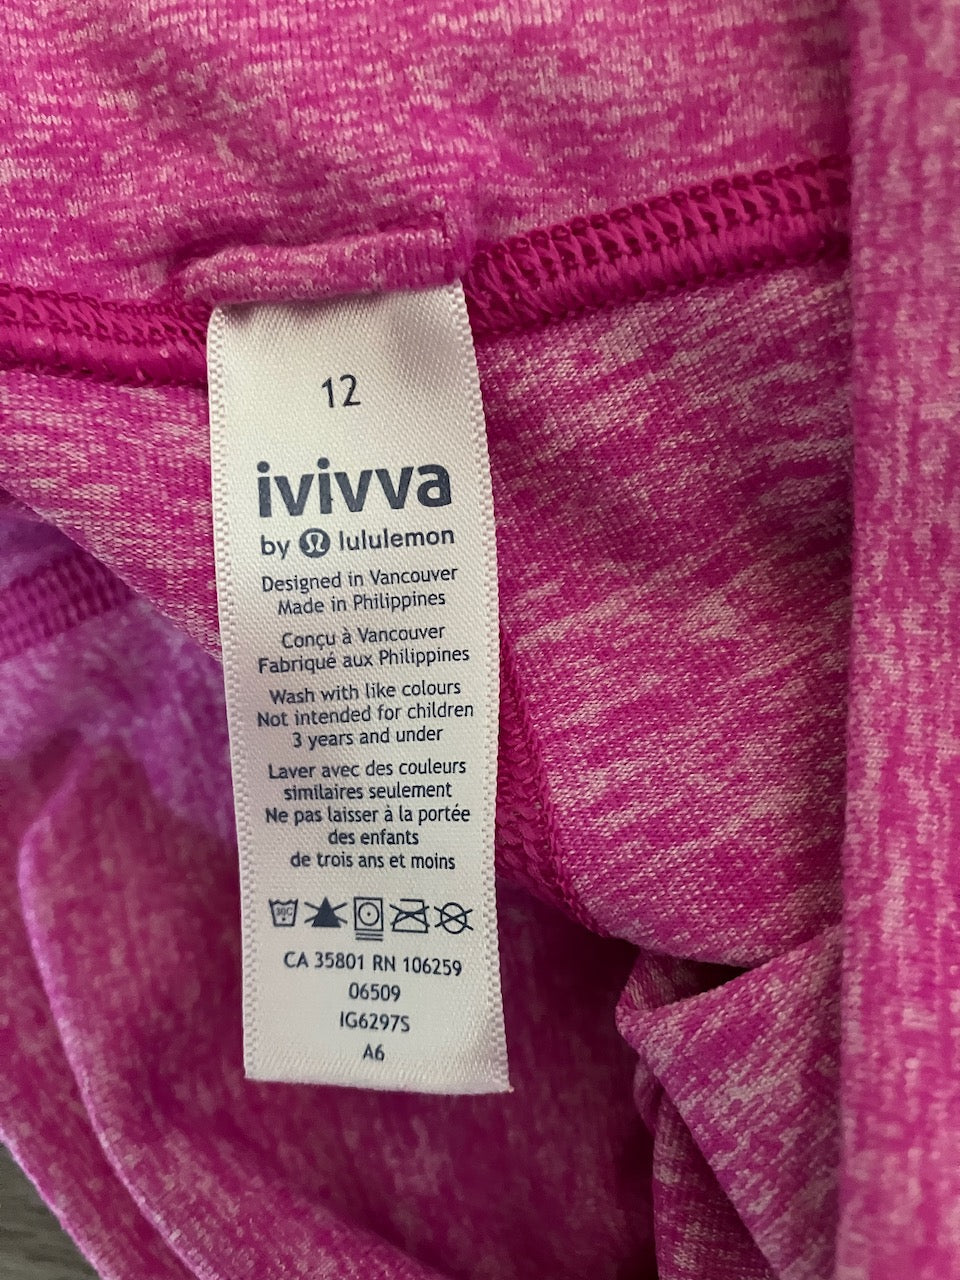 12
ivivva
by lululemon
Designed in Vancouver
Made in Philippines
Conçu à Vancouver
Fabriqué aux Philippines
Wash with like colours
Not intended for children
3 years and under
Laver avec des couleurs
similaires seulement
Ne pas laisser à la portée
des enfants
de trois ans et moins
30C
CA 35801 RN 106259
06509
IG6297S
A6